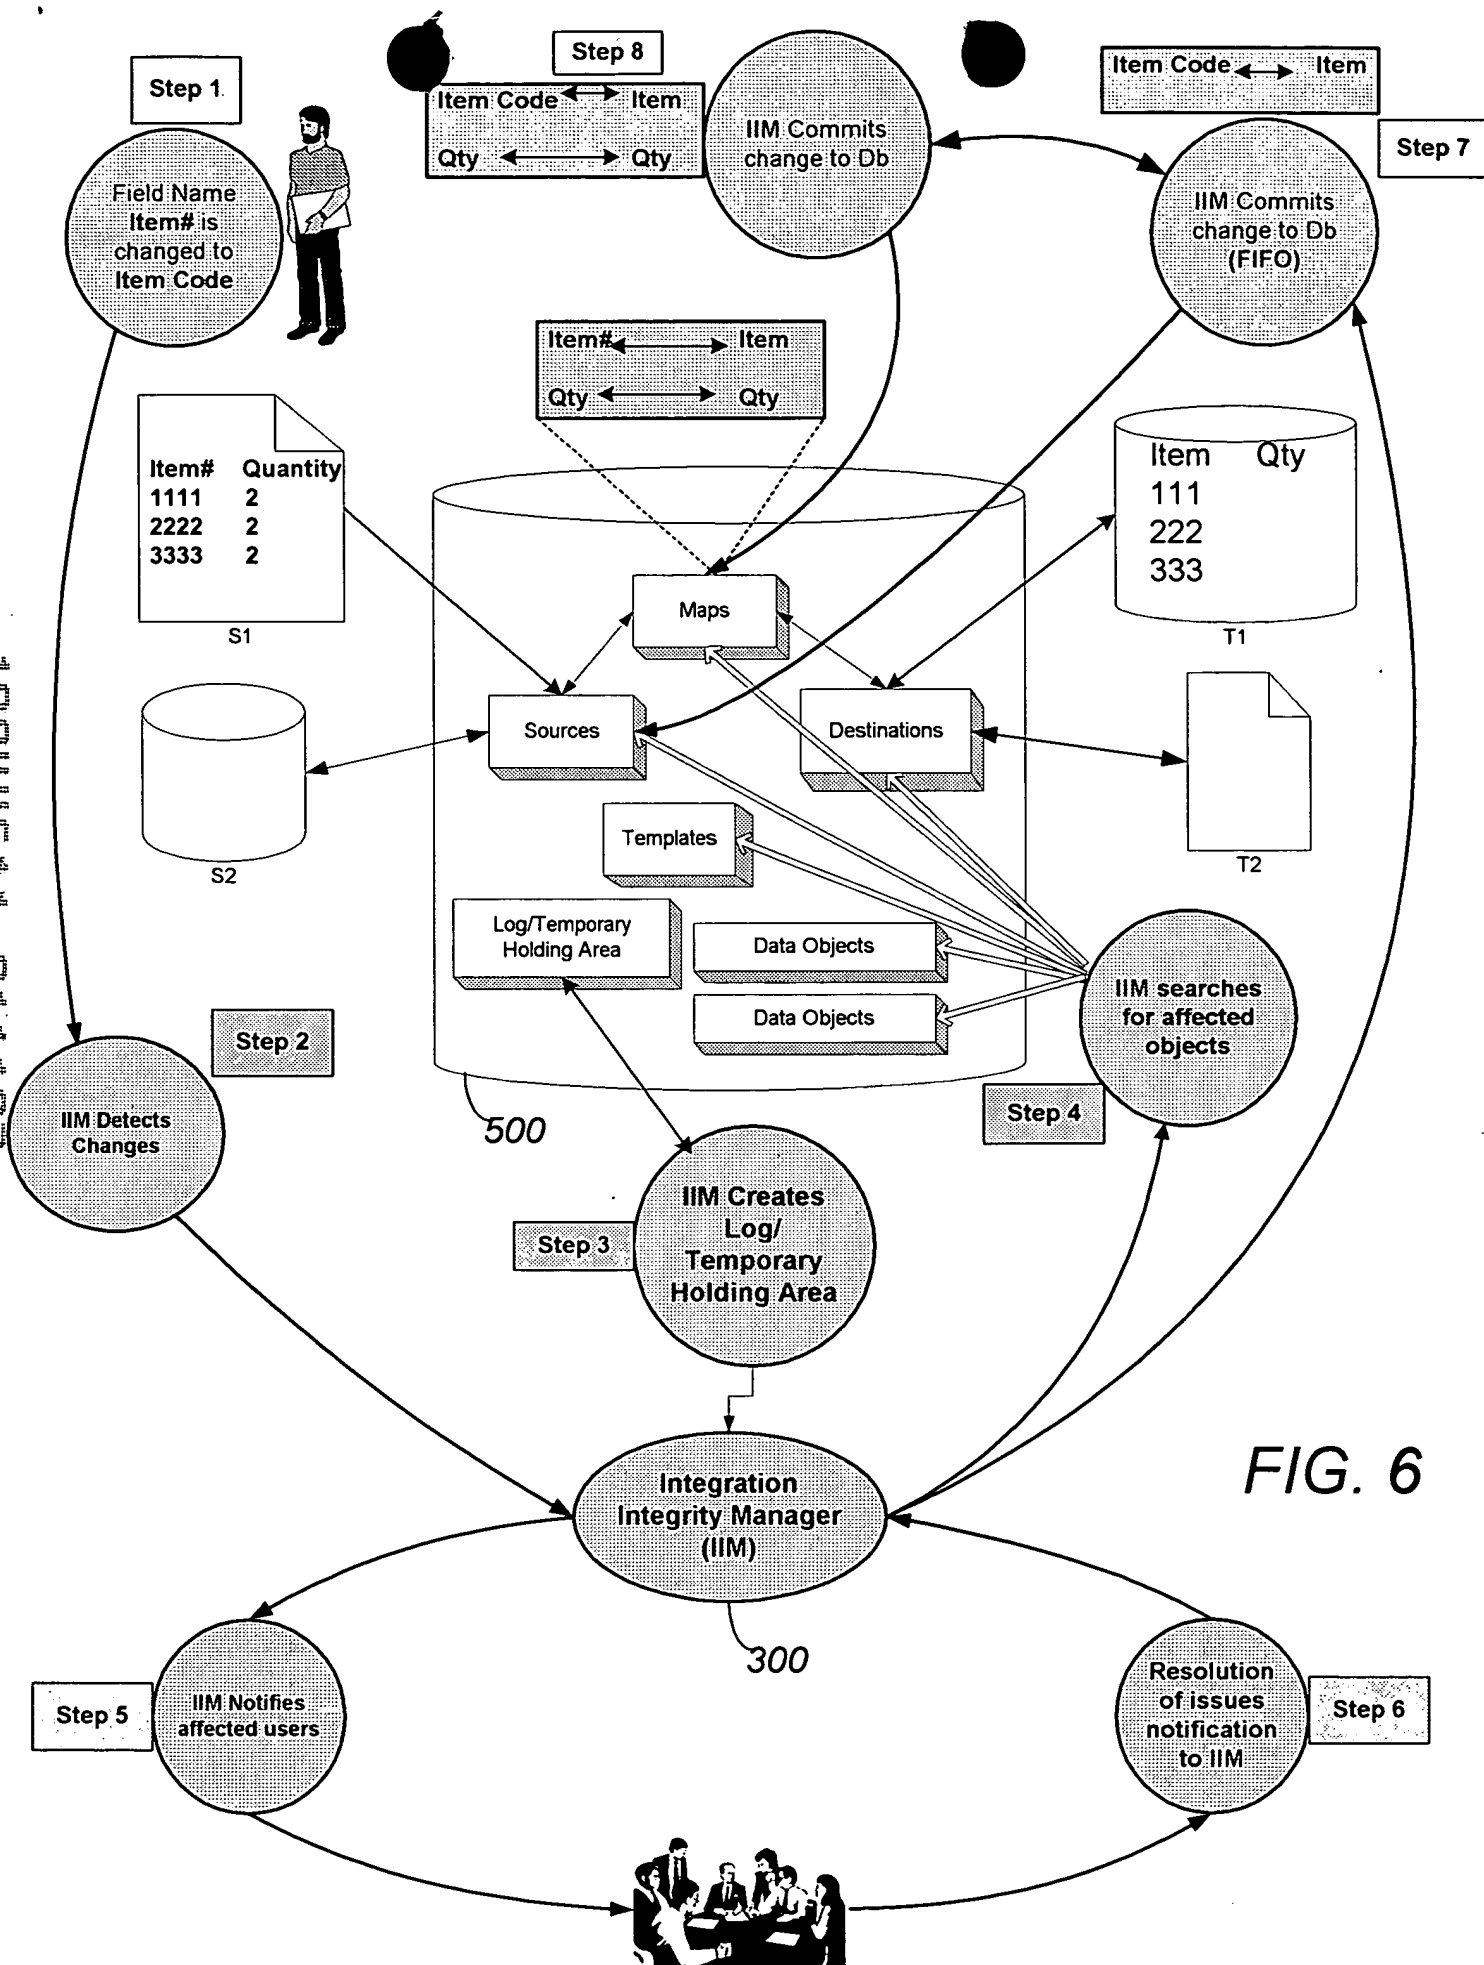 Step 1
Step 8
Item Code Item
Qty Qty
IIM Commits
change to Db
Item Code Item
Step 7
IIM Commits
change to Db
(FIFO)
Field Name
Item# is
changed to
Item Code
Item# Item
Qty Qty
Item# Quantity
1111 2
2222 2
3333 2
S1
Item Qty
111
222
333
T1
Maps
Sources
Destinations
S2
T2
Templates
Log/Temporary
Holding Area
Data Objects
Data Objects
IIM searches
for affected
objects
Step 4
Step 2
IIM Detects
Changes
500
Step 3
IIM Creates
Log/
Temporary
Holding Area
FIG. 6
Integration
Integrity Manager
(IIM)
300
Step 5
IIM Notifies
affected users
Resolution
of issues
notification
to IIM
Step 6